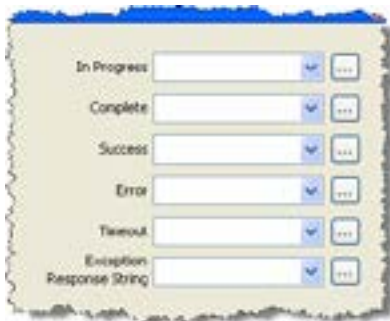 In Progress
...
Complete
...
Success
...
Error
...
Timeout
...
Exception
Response String
...